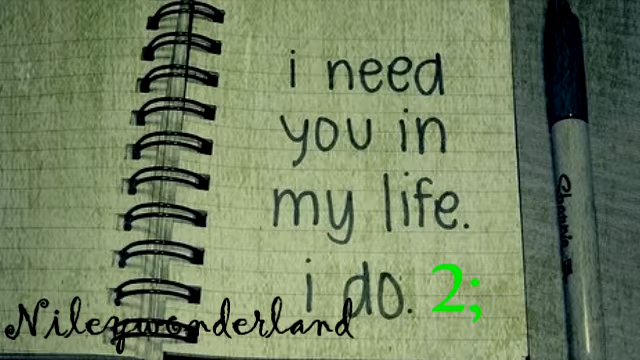 i need
you in
my life.
i do. 2;
Nileywonderland
Sharpie